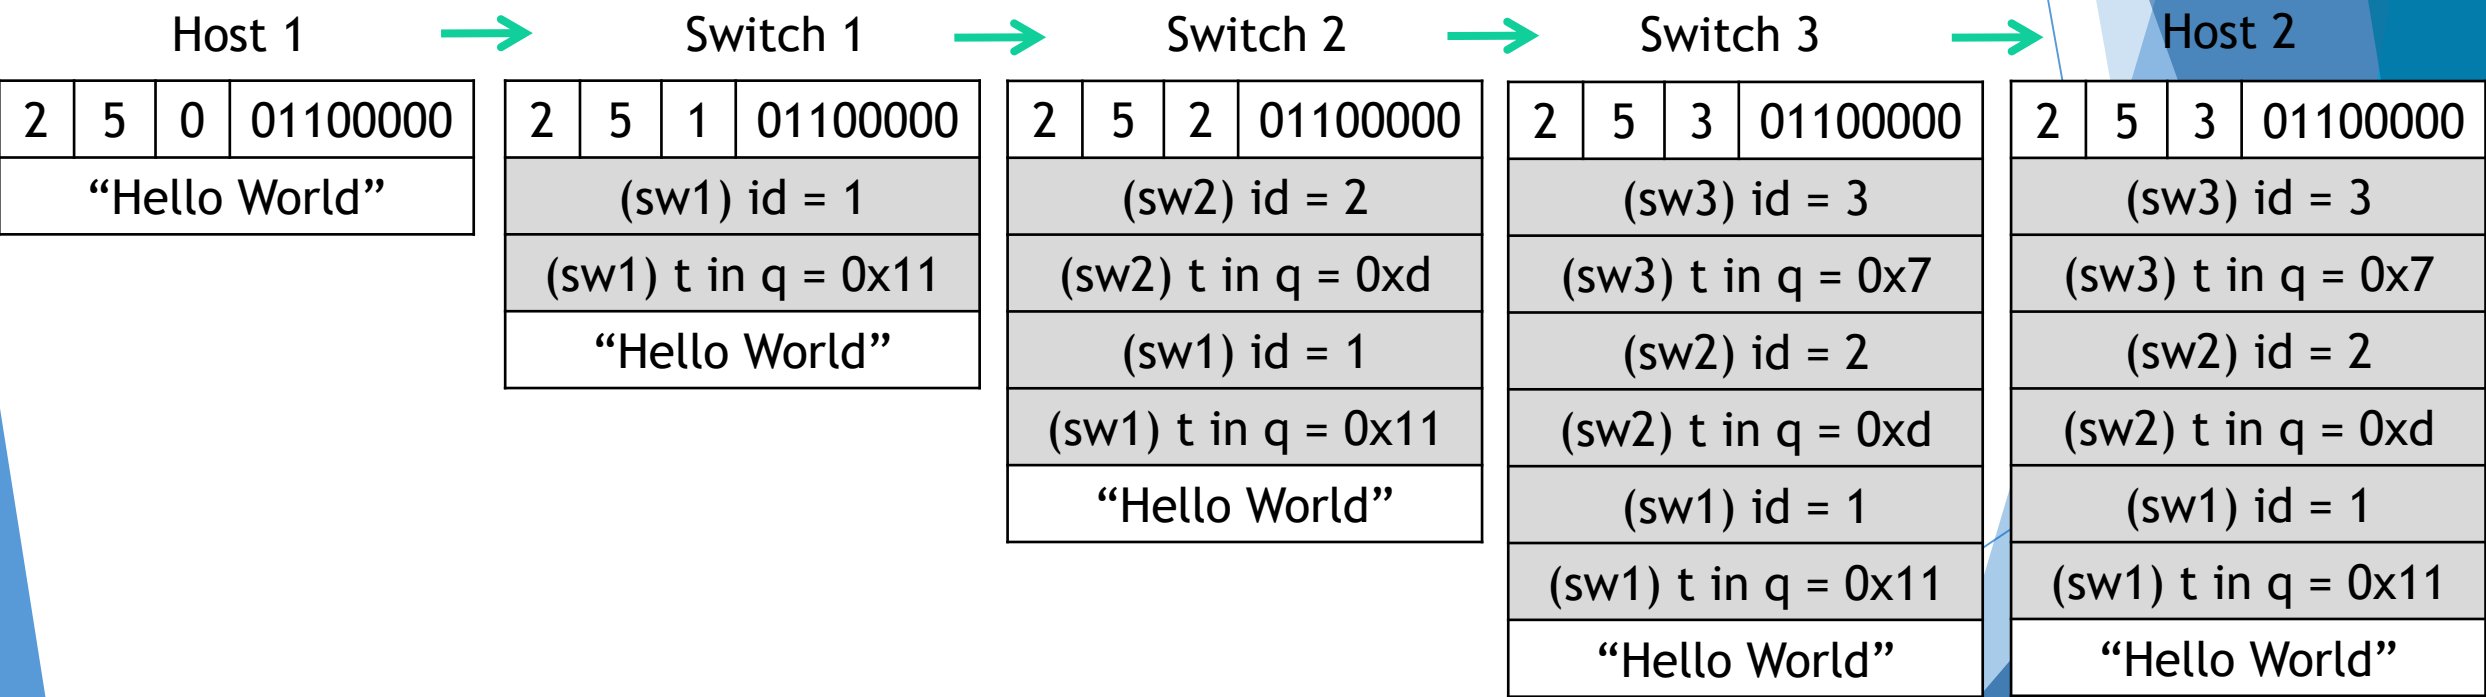 Host 1 → Switch 1 → Switch 2 → Switch 3 → Host 2
2 5 0 01100000
“Hello World”
2 5 1 01100000
(sw1) id = 1
(sw1) t in q = 0x11
“Hello World”
2 5 2 01100000
(sw2) id = 2
(sw2) t in q = 0xd
(sw1) id = 1
(sw1) t in q = 0x11
“Hello World”
2 5 3 01100000
(sw3) id = 3
(sw3) t in q = 0x7
(sw2) id = 2
(sw2) t in q = 0xd
(sw1) id = 1
(sw1) t in q = 0x11
“Hello World”
2 5 3 01100000
(sw3) id = 3
(sw3) t in q = 0x7
(sw2) id = 2
(sw2) t in q = 0xd
(sw1) id = 1
(sw1) t in q = 0x11
“Hello World”